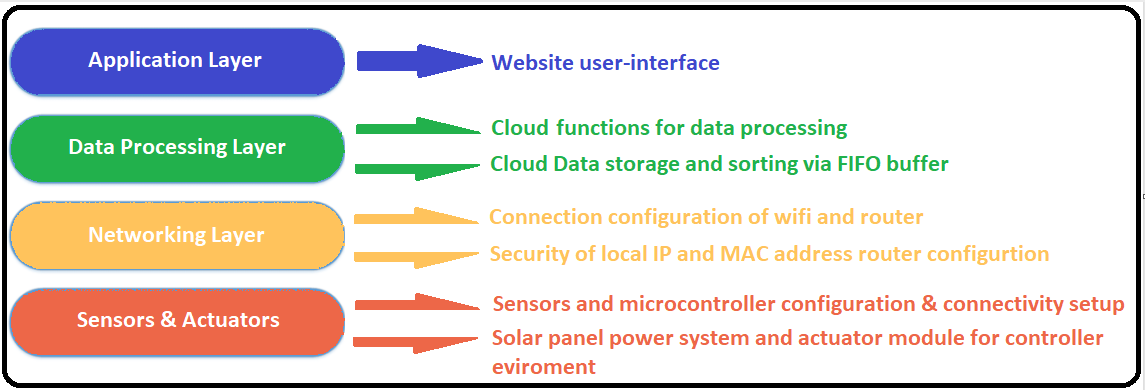 Application Layer
Website user-interface
Data Processing Layer
Cloud functions for data processing
Cloud Data storage and sorting via FIFO buffer
Networking Layer
Connection configuration of wifi and router
Security of local IP and MAC address router configurtion
Sensors & Actuators
Sensors and microcontroller configuration & connectivity setup
Solar panel power system and actuator module for controller
eviroment